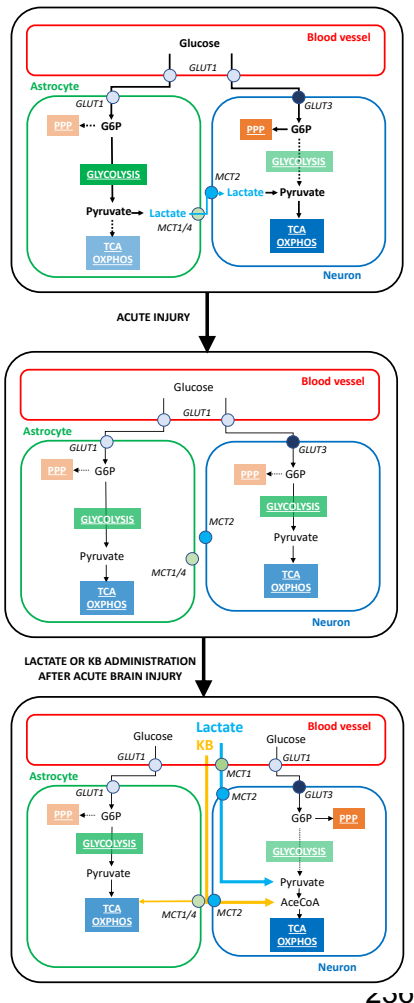 Blood vessel
Glucose
GLUT1
Astrocyte
GLUT1
GLUT3
PPP
G6P
PPP
G6P
GLYCOLYSIS
GLYCOLYSIS
MCT2
Lactate
Pyruvate
Pyruvate
Lactate
MCT1/4
TCA
OXPHOS
TCA
OXPHOS
Neuron
ACUTE INJURY
Blood vessel
Glucose
GLUT1
Astrocyte
GLUT1
GLUT3
PPP
G6P
PPP
G6P
GLYCOLYSIS
GLYCOLYSIS
MCT2
Pyruvate
Pyruvate
MCT1/4
TCA
OXPHOS
TCA
OXPHOS
Neuron
LACTATE OR KB ADMINISTRATION
AFTER ACUTE BRAIN INJURY
Lactate
Blood vessel
Glucose
KB
Glucose
GLUT1
GLUT1
MCT1
Astrocyte
GLUT1
MCT2
GLUT3
PPP
G6P
G6P
PPP
GLYCOLYSIS
GLYCOLYSIS
Pyruvate
Pyruvate
AceCoA
MCT1/4
MCT2
TCA
OXPHOS
TCA
OXPHOS
Neuron